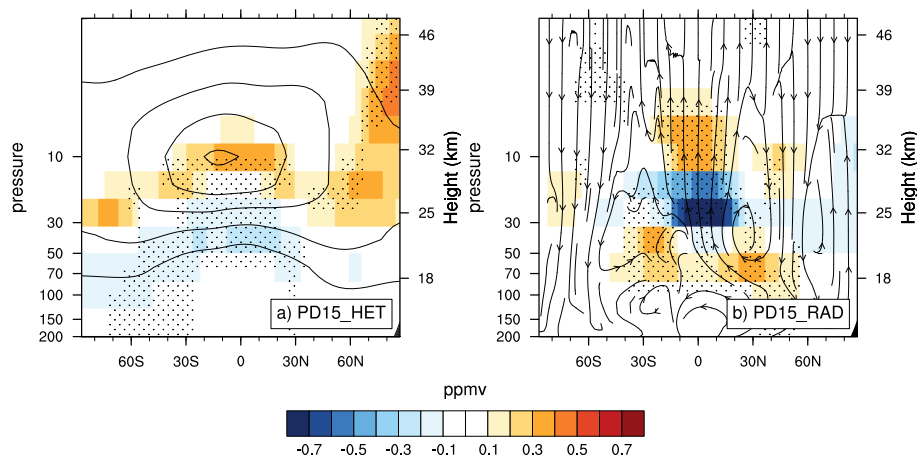 46
39
32
25
18
10
30
50
70
100
150
200
pressure
Height (km)
60S 30S 0 30N 60N
a) PD15_HET
46
39
32
25
18
10
30
50
70
100
150
200
pressure
Height (km)
60S 30S 0 30N 60N
b) PD15_RAD
ppmv
-0.7 -0.5 -0.3 -0.1 0.1 0.3 0.5 0.7